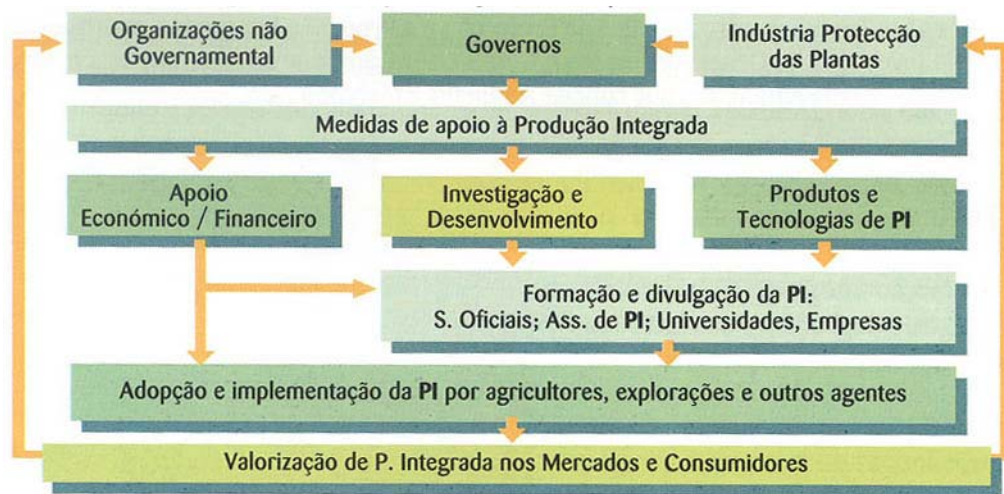 Organizações não
Governamental
Governos
Indústria Protecção
das Plantas
Medidas de apoio à Produção Integrada
Apoio
Económico / Financeiro
Investigação e
Desenvolvimento
Produtos e
Tecnologias de PI
Formação e divulgação da PI:
S. Oficiais; Ass. de PI; Universidades, Empresas
Adopção e implementação da PI por agricultores, explorações e outros agentes
Valorização de P. Integrada nos Mercados e Consumidores